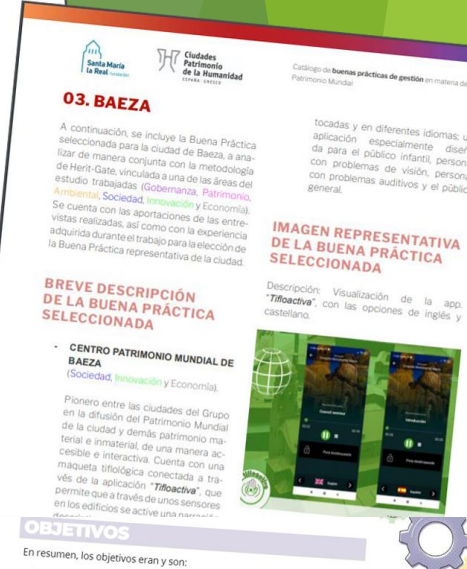 Santa María
la Real fundación
Ciudades
Patrimonio
de la Humanidad
ESPAÑA · UNESCO
Catálogo de buenas prácticas de gestión en materia de
Patrimonio Mundial
03. BAEZA
A continuación, se incluye la Buena Práctica
seleccionada para la ciudad de Baeza, a ana-
lizar de manera conjunta con la metodología
de Herit-Gate, vinculada a una de las áreas del
estudio trabajadas (Gobernanza, Patrimonio,
Ambiental, Sociedad, Innovación y Economía).
Se cuenta con las aportaciones de las entre-
vistas realizadas, así como con la experiencia
adquirida durante el trabajo para la elección de
la Buena Práctica representativa de la ciudad.
BREVE DESCRIPCIÓN
DE LA BUENA PRÁCTICA
SELECCIONADA
- CENTRO PATRIMONIO MUNDIAL DE
BAEZA
(Sociedad, Innovación y Economía).
Pionero entre las ciudades del Grupo
en la difusión del Patrimonio Mundial
de la ciudad y demás patrimonio ma-
terial e inmaterial, de una manera ac-
cesible e interactiva. Cuenta con una
maqueta tiflológica conectada a tra-
vés de la aplicación "Tifloactiva", que
permite que a través de unos sensores
en los edificios se active una narración
tocadas y en diferentes idiomas; u
aplicación especialmente diseñ
da para el público infantil, person
con problemas de visión, persona
con problemas auditivos y el públic
general.
IMAGEN REPRESENTATIVA
DE LA BUENA PRÁCTICA
SELECCIONADA
Descripción: Visualización de la app.
"Tifloactiva", con las opciones de inglés y
castellano.
OBJETIVOS
En resumen, los objetivos eran y son: